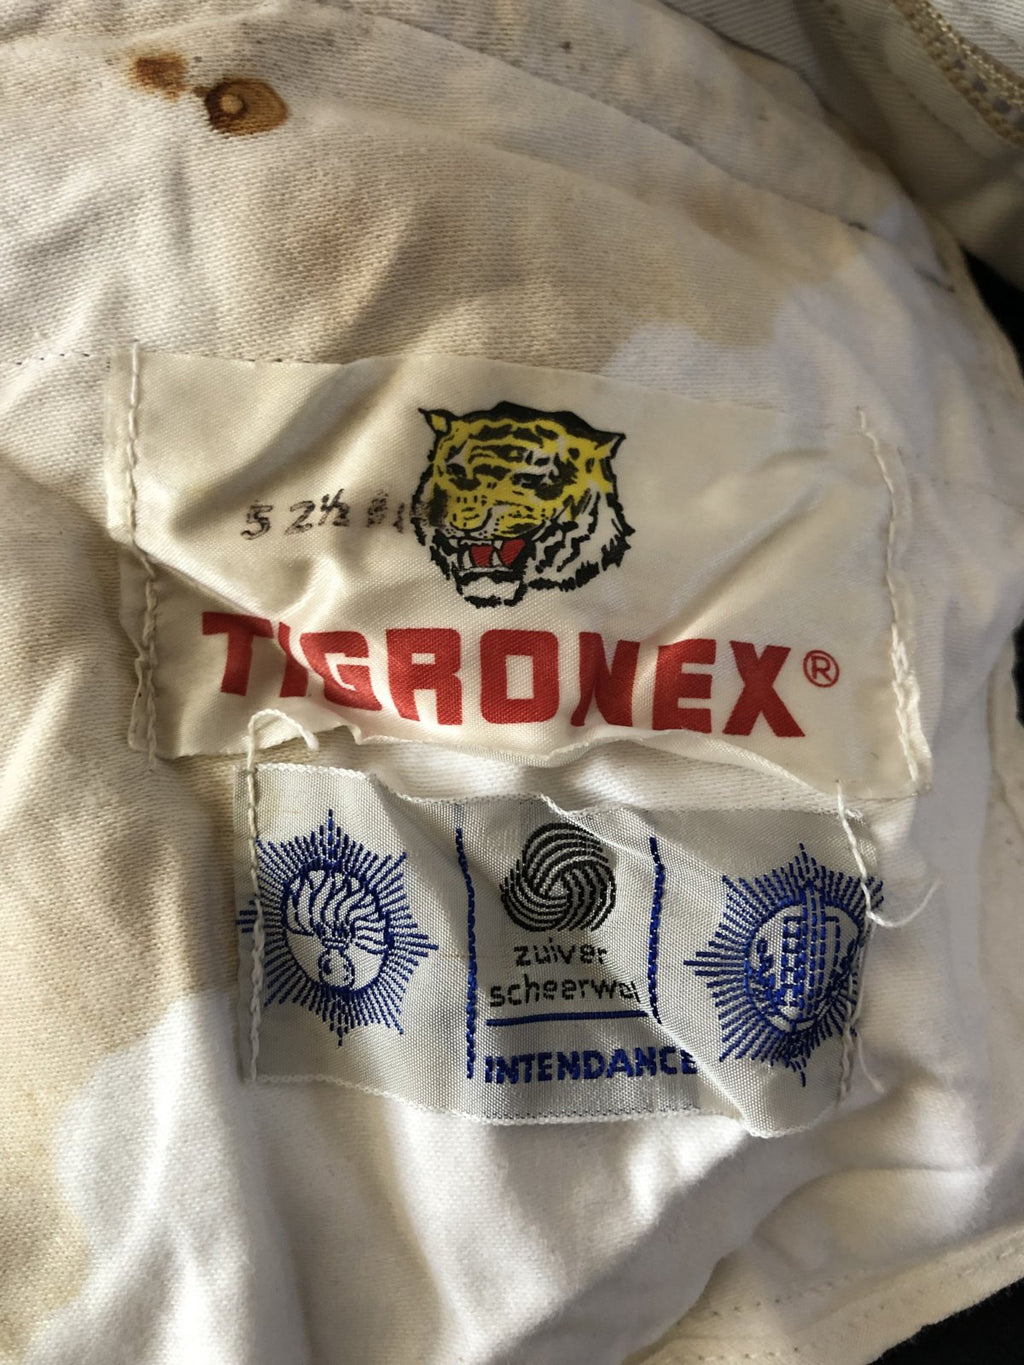 52½
TIGRONEX®
zuiver
scheerwol
INTENDANCE